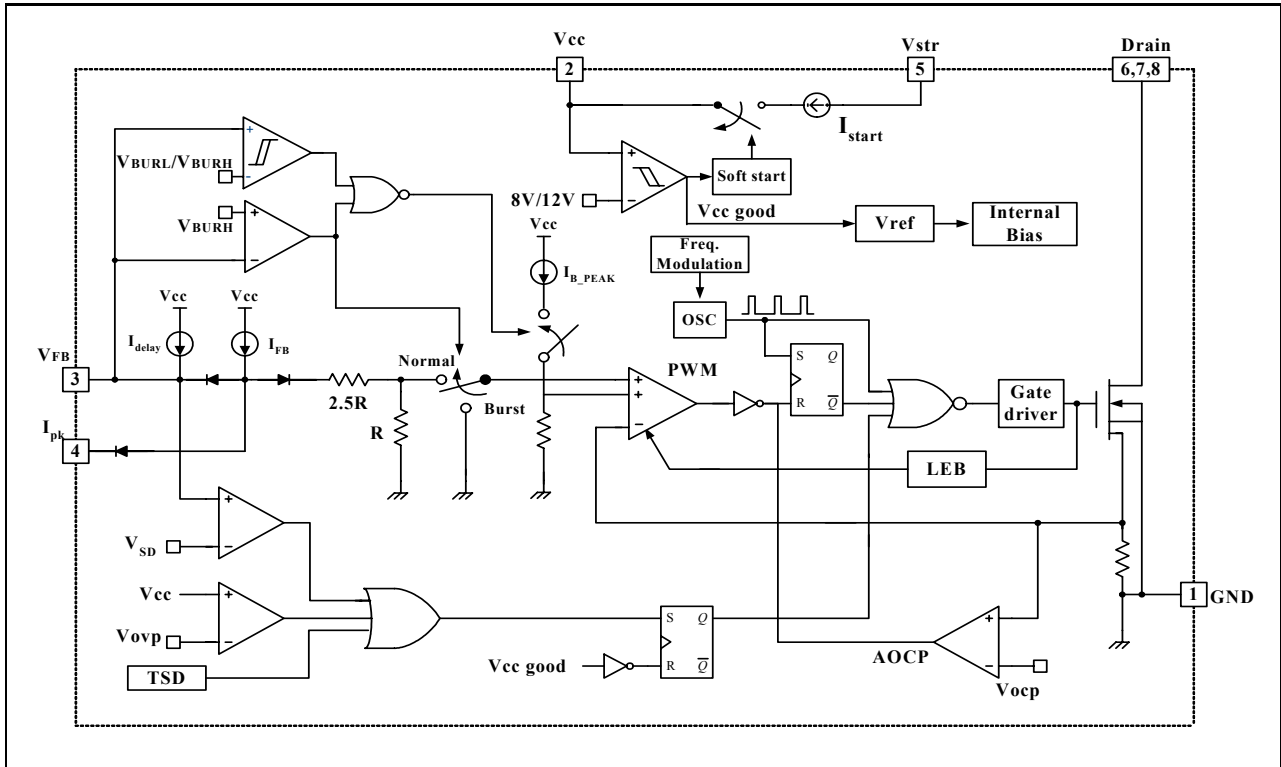 Vcc
2
Vstr
5
Drain
6,7,8
I start
+
VBURL/VBURH
-
+
8V/12V
-
Soft start
Vcc good
Vref
Internal
Bias
VBURH
+
-
Vcc
I B_PEAK
Freq.
Modulation
OSC
Vcc
Vcc
I delay
I FB
VFB
3
Normal
2.5R
Burst
R
PWM
+
+
-
S Q
R Q
Gate
driver
I pk
4
LEB
+
V SD
-
Vcc
+
Vovp
-
TSD
S Q
R Q
Vcc good
AOCP
+
-
Vocp
1
GND